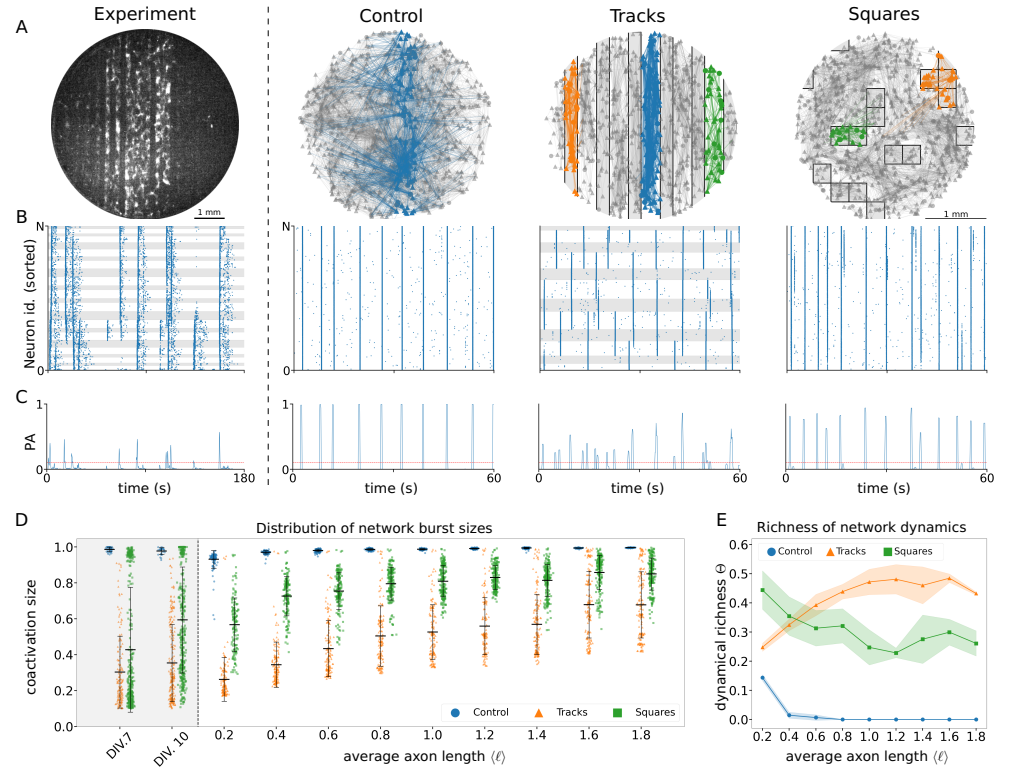 A
Experiment
Control
Tracks
Squares
1 mm
1 mm
B
Neuron id. (sorted)
N
0
0
180
N
0
C
PA
1
0
0
180
time (s)
1
0
0
60
time (s)
0
60
time (s)
0
60
time (s)
D
Distribution of network burst sizes
coactivation size
1.0
0.8
0.6
0.4
0.2
0.0
DIV.7
DIV. 10
0.2
0.4
0.6
0.8
1.0
1.2
1.4
1.6
1.8
Control
Tracks
Squares
average axon length ⟨ℓ⟩
E
Richness of network dynamics
Control
Tracks
Squares
dynamical richness Θ
0.6
0.5
0.4
0.3
0.2
0.1
0.0
0.2 0.4 0.6 0.8 1.0 1.2 1.4 1.6 1.8
average axon length ⟨ℓ⟩